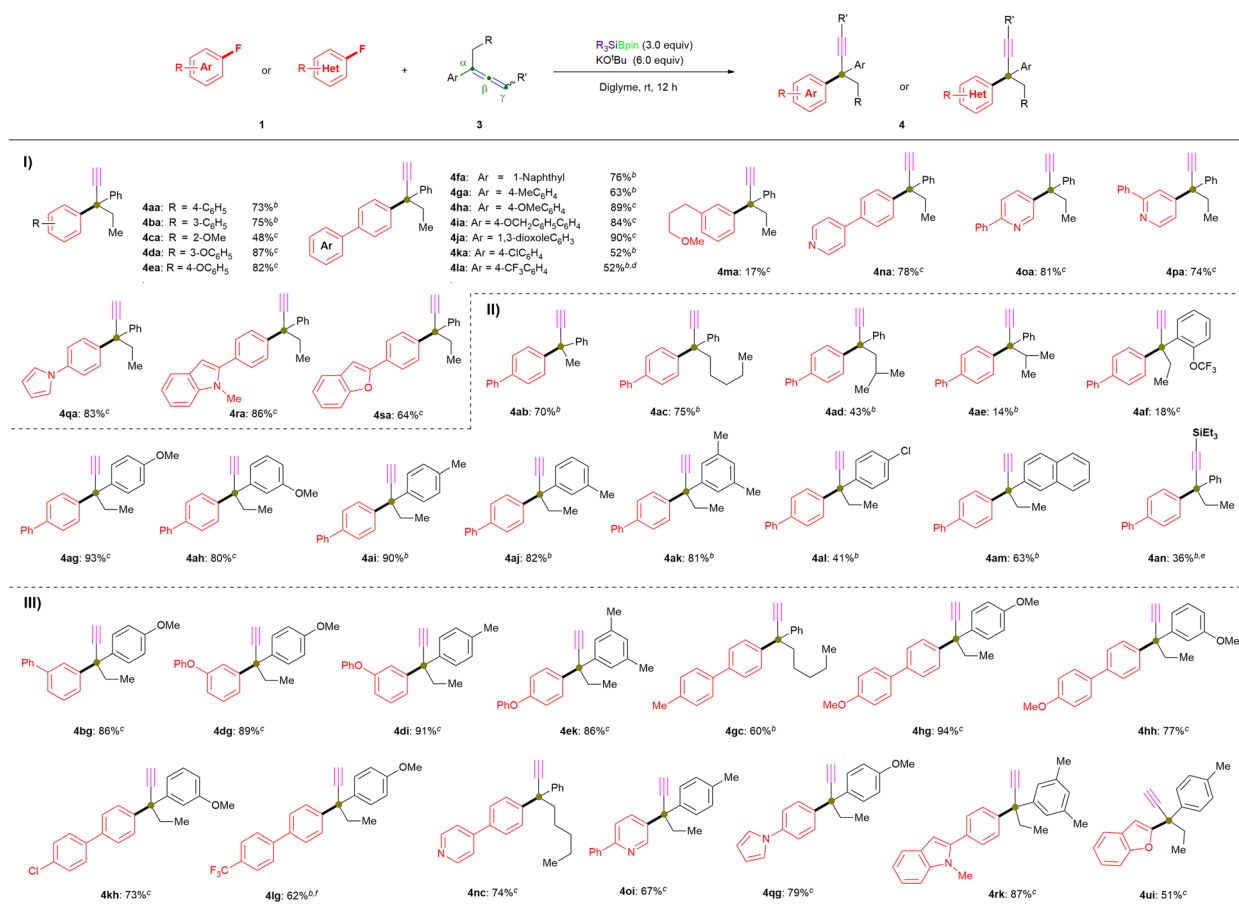 R Ar F
or
R Het F
+
R
Ar α β γ R'
R₃SiBpin (3.0 equiv)
KOᵗBu (6.0 equiv)
Diglyme, rt, 12 h
R' Ar R Ar R
or
R' Ar R Het R
1 3 4
I)
R Ph Me
4aa: R = 4-C6H5 73%ᵇ
4ba: R = 3-C6H5 75%ᵇ
4ca: R = 2-OMe 48%ᶜ
4da: R = 3-OC6H5 87%ᶜ
4ea: R = 4-OC6H5 82%ᶜ
Ar Ph Me
4fa: Ar = 1-Naphthyl 76%ᵇ
4ga: Ar = 4-MeC6H4 63%ᵇ
4ha: Ar = 4-OMeC6H4 89%ᶜ
4ia: Ar = 4-OCH2C6H5C6H4 84%ᶜ
4ja: Ar = 1,3-dioxoleC6H3 90%ᶜ
4ka: Ar = 4-ClC6H4 52%ᵇ
4la: Ar = 4-CF3C6H4 52%ᵇ,ᵈ
OMe Ph Me
4ma: 17%ᶜ
N Ph Me
4na: 78%ᶜ
Ph N Ph Me
4oa: 81%ᶜ
Ph N Ph Me
4pa: 74%ᶜ
N Ph Me
4qa: 83%ᶜ
N Me Ph Me
4ra: 86%ᶜ
O Ph Me
4sa: 64%ᶜ
II)
Ph Ph Me
4ab: 70%ᵇ
Ph Ph Me
4ac: 75%ᵇ
Ph Ph Me Me
4ad: 43%ᵇ
Ph Ph Me Me
4ae: 14%ᵇ
Ph Me OCF₃
4af: 18%ᶜ
Ph OMe Me
4ag: 93%ᶜ
Ph OMe Me
4ah: 80%ᶜ
Ph Me Me
4ai: 90%ᵇ
Ph Me Me
4aj: 82%ᵇ
Ph Me Me Me
4ak: 81%ᵇ
Ph Cl Me
4al: 41%ᵇ
Ph Me
4am: 63%ᵇ
SiEt₃ Ph Ph Me
4an: 36%ᵇ,ᵉ
III)
Ph OMe Me
4bg: 86%ᶜ
PhO OMe Me
4dg: 89%ᶜ
PhO Me Me
4di: 91%ᶜ
PhO Me Me Me
4ek: 86%ᶜ
Me Ph Me
4gc: 60%ᵇ
MeO OMe Me
4hg: 94%ᶜ
MeO OMe Me
4hh: 77%ᶜ
Cl OMe Me
4kh: 73%ᶜ
F₃C OMe Me
4lg: 62%ᵇ,ᶠ
N Ph Me
4nc: 74%ᶜ
Ph N Me Me
4oi: 67%ᶜ
N OMe Me
4qg: 79%ᶜ
N Me Me Me Me
4rk: 87%ᶜ
O Me Me
4ui: 51%ᶜ